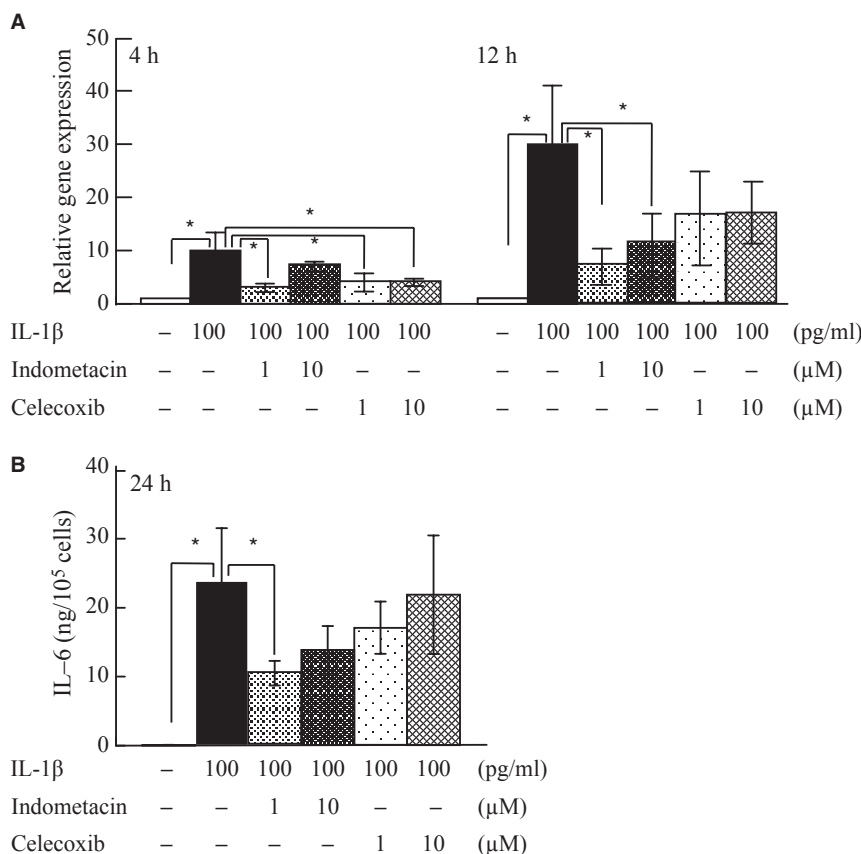 A
50
40
30
20
10
0
Relative gene expression
4 h
12 h
* * * *
* * *
IL-1β – 100 100 100 100 100 – 100 100 100 100 100 (pg/ml)
Indometacin – – 1 10 – – – – 1 10 – – (µM)
Celecoxib – – – – 1 10 – – – – 1 10 (µM)
B
40
30
20
10
0
IL–6 (ng/10⁵ cells)
24 h
* *
IL-1β – 100 100 100 100 100 (pg/ml)
Indometacin – – 1 10 – – (µM)
Celecoxib – – – – 1 10 (µM)